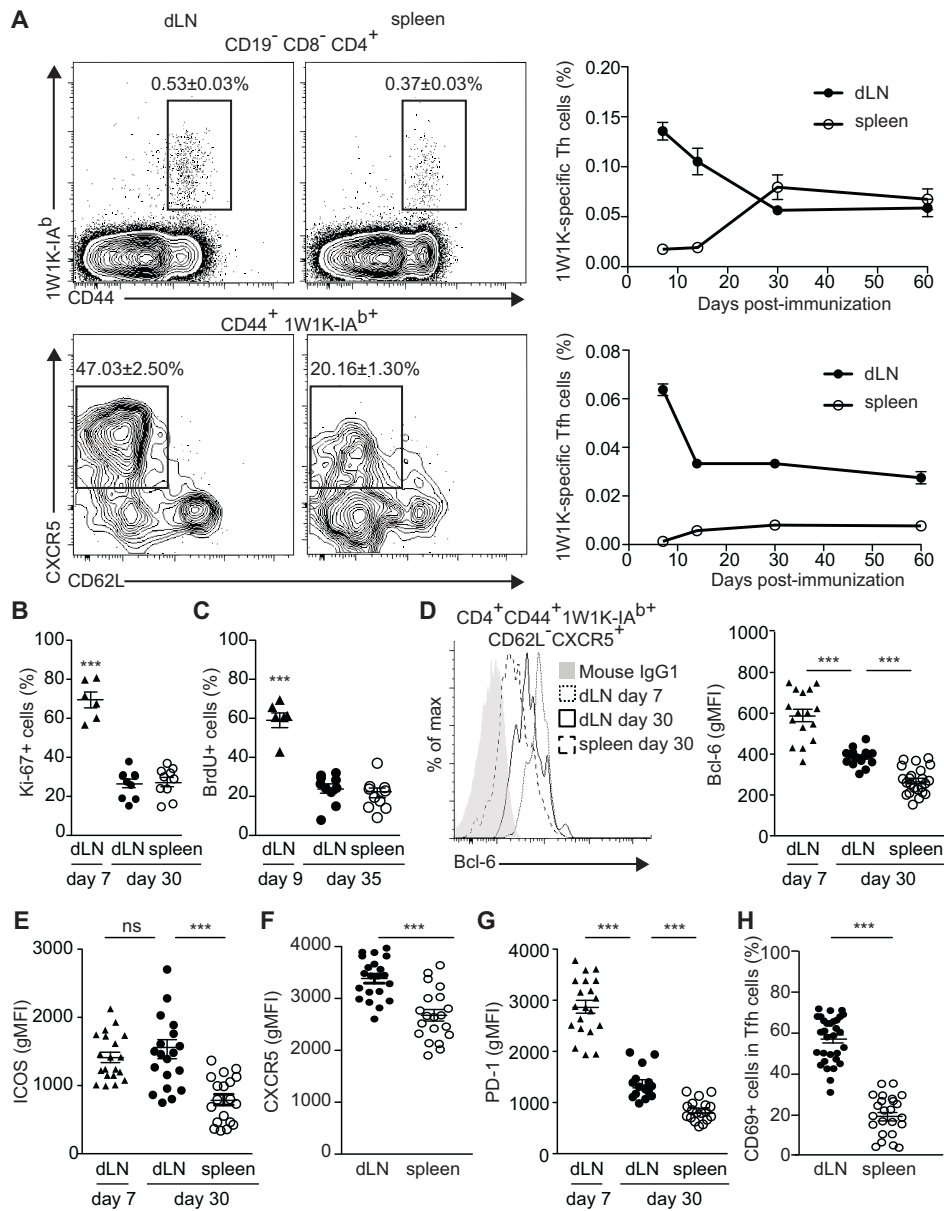 A
dLN
spleen
CD19- CD8- CD4+
0.53±0.03%
0.37±0.03%
1W1K-IAb
CD44
1W1K-specific Th cells (%)
0.20
0.15
0.10
0.05
0.00
dLN
spleen
0 10 20 30 40 50 60
Days post-immunization
CD44+ 1W1K-IAb+
47.03±2.50%
20.16±1.30%
CXCR5
CD62L
1W1K-specific Tfh cells (%)
0.08
0.06
0.04
0.02
0.00
dLN
spleen
0 10 20 30 40 50 60
Days post-immunization
B
Ki-67+ cells (%)
100
80
60
40
20
0
***
dLN dLN spleen
day 7 day 30
C
BrdU+ cells (%)
100
80
60
40
20
0
***
dLN dLN spleen
day 9 day 35
D
CD4+CD44+1W1K-IAb+
CD62L-CXCR5+
Mouse IgG1
dLN day 7
dLN day 30
spleen day 30
% of max
Bcl-6
Bcl-6 (gMFI)
1000
800
600
400
200
0
*** ***
dLN dLN spleen
day 7 day 30
E
ICOS (gMFI)
3000
2000
1000
0
ns ***
dLN dLN spleen
day 7 day 30
F
CXCR5 (gMFI)
4000
3000
2000
1000
0
***
dLN spleen
G
PD-1 (gMFI)
4000
3000
2000
1000
0
*** ***
dLN dLN spleen
day 7 day 30
H
CD69+ cells in Tfh cells (%)
100
80
60
40
20
0
***
dLN spleen